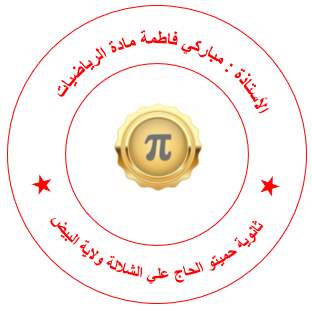 الأستاذة : مباركي فاطمة مادة الرياضيات
π
ثانوية حميتو الحاج علي الشلالة ولاية البيض